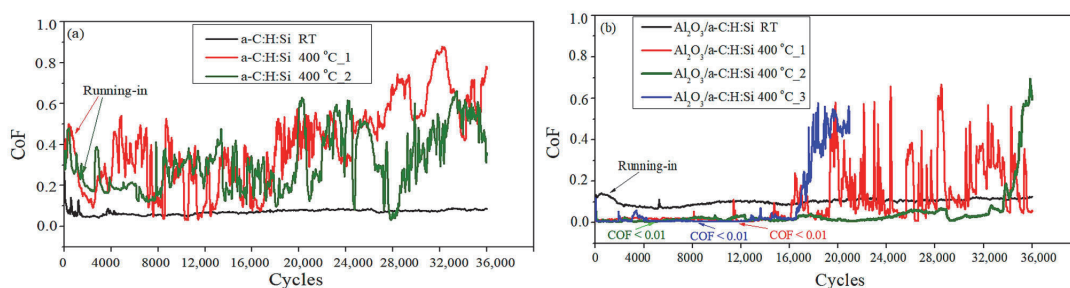 (a)
a-C:H:Si RT
a-C:H:Si 400 °C_1
a-C:H:Si 400 °C_2
Running-in
CoF
1.0
0.8
0.6
0.4
0.2
0.0
0 4000 12,000 16,000 20,000 24,000 28,000 32,000 36,000
Cycles
(b)
Al₂O₃/a-C:H:Si RT
Al₂O₃/a-C:H:Si 400 °C_1
Al₂O₃/a-C:H:Si 400 °C_2
Al₂O₃/a-C:H:Si 400 °C_3
Running-in
CoF
1.0
0.8
0.6
0.4
0.2
0.0
COF < 0.01 COF < 0.01 COF < 0.01
0 4000 8000 12,000 16,000 20,000 24,000 28,000 32,000 36,000
Cycles